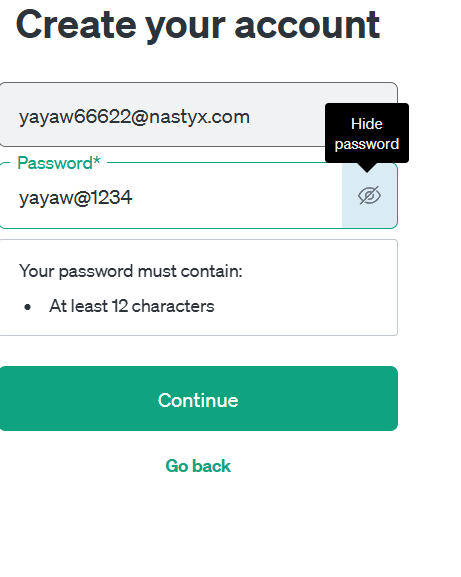 Create your account
yayaw66622@nastyx.com
Hide
password
Password*
yayaw@1234
Your password must contain:
• At least 12 characters
Continue
Go back